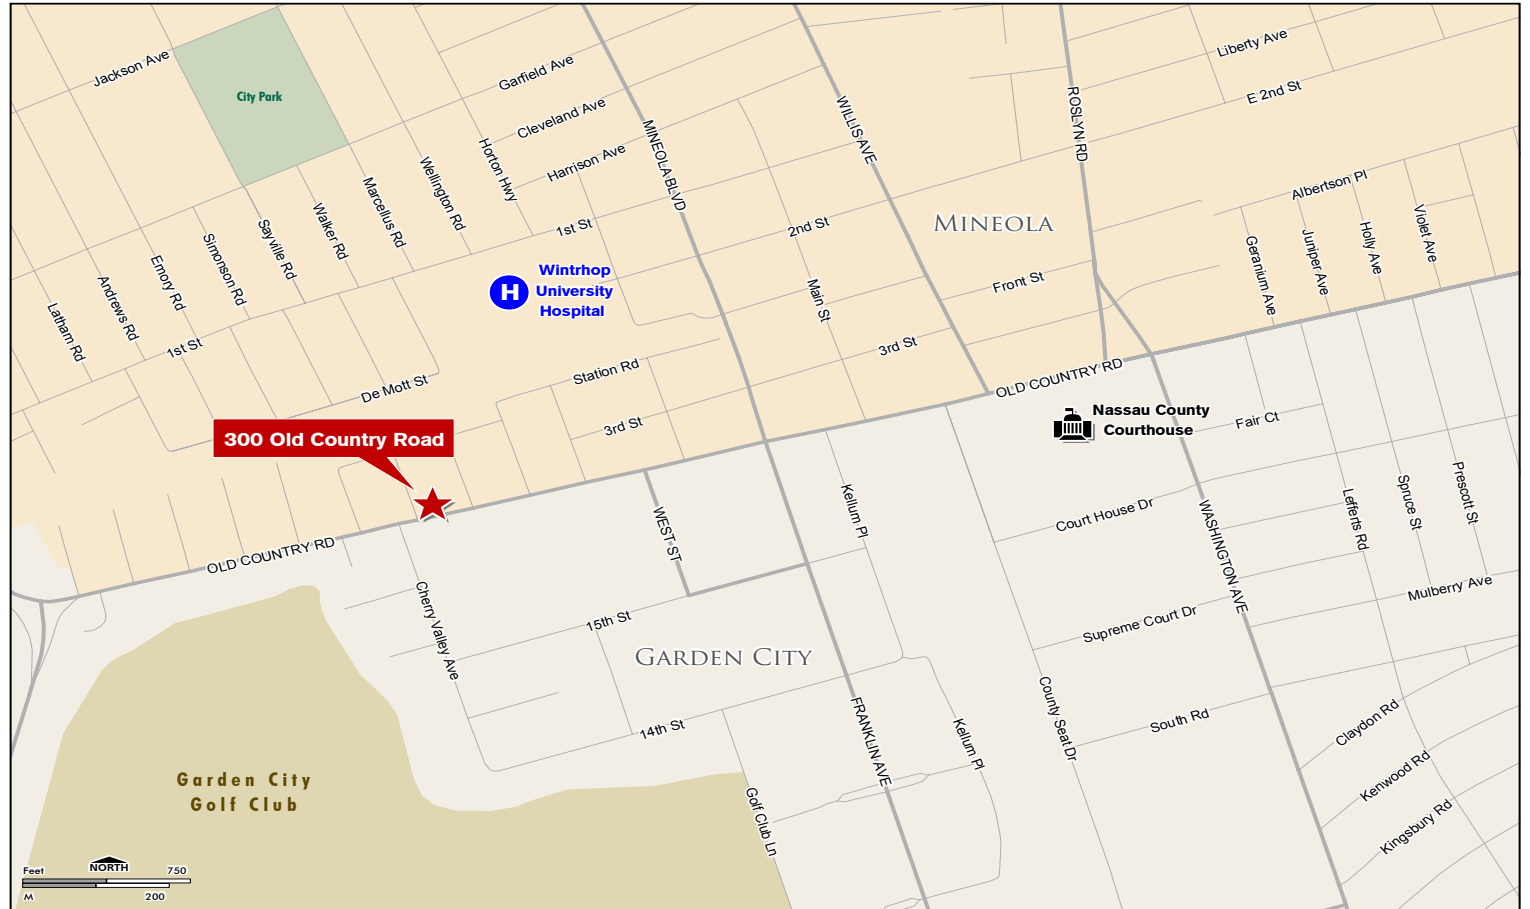 Jackson Ave
City Park
Garfield Ave
Cleveland Ave
Harrison Ave
Horton Hwy
MINEOLA BLVD
WILLIS AVE
ROSLYN RD
Liberty Ave
E 2nd St
Albertson Pl
Wellington Rd
Marcellus Rd
Walker Rd
Sayville Rd
Simonson Rd
Emory Rd
Andrews Rd
Latham Rd
1st St
1st St
2nd St
MINEOLA
Geranium Ave
Juniper Ave
Holly Ave
Violet Ave
H
Wintrhop
University
Hospital
Main St
Front St
3rd St
Station Rd
De Mott St
3rd St
OLD COUNTRY RD
300 Old Country Road
Nassau County
Courthouse
Fair Ct
OLD COUNTRY RD
WEST ST
Kellum Pl
Court House Dr
WASHINGTON AVE
Lefferts Rd
Spruce St
Prescott St
Cherry Valley Ave
15th St
GARDEN CITY
Supreme Court Dr
Mulberry Ave
14th St
FRANKLIN AVE
Kellum Pl
County Seat Dr
South Rd
Claydon Rd
Kenwood Rd
Kingsbury Rd
Garden City
Golf Club
Golf Club Ln
NORTH
Feet 750
M 200